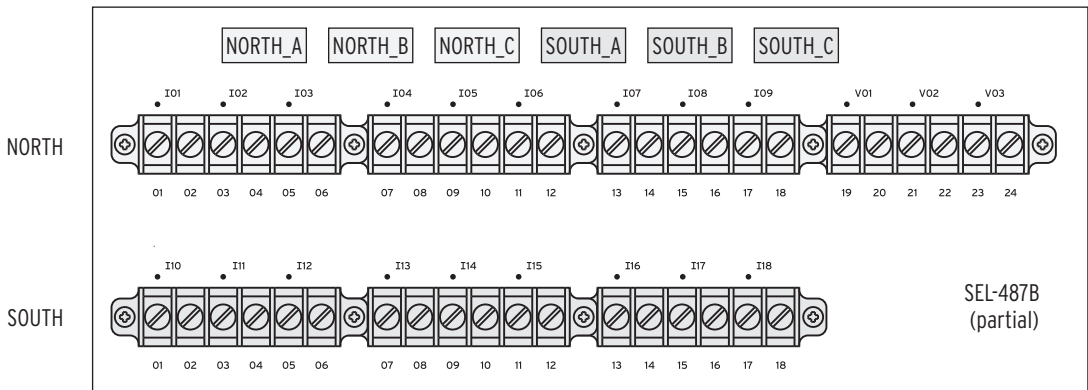 NORTH_A NORTH_B NORTH_C SOUTH_A SOUTH_B SOUTH_C
I01 I02 I03 I04 I05 I06 I07 I08 I09 V01 V02 V03
NORTH
01 02 03 04 05 06 07 08 09 10 11 12 13 14 15 16 17 18 19 20 21 22 23 24
I10 I11 I12 I13 I14 I15 I16 I17 I18
SOUTH
SEL-487B
(partial)
01 02 03 04 05 06 07 08 09 10 11 12 13 14 15 16 17 18